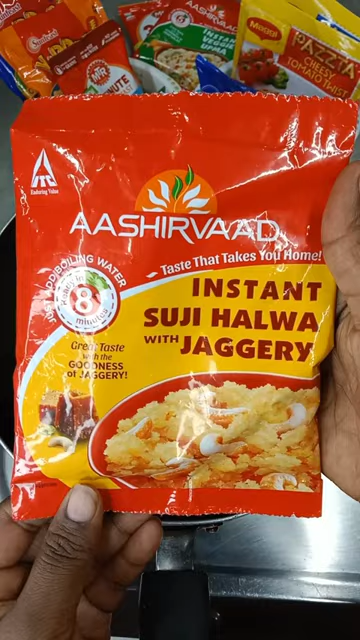 AASHIRVAAD
INSTANT
VEGGIE
UPMA
MINUTE
Maggi
PAZZTA
CHEESY
TOMATO TWIST
ITC
Enduring Value
AASHIRVAAD
Taste That Takes You Home!
JUST ADD BOILING WATER
Ready in
8
minutes
INSTANT
SUJI HALWA
WITH JAGGERY
Great Taste
with the
GOODNESS
of JAGGERY!